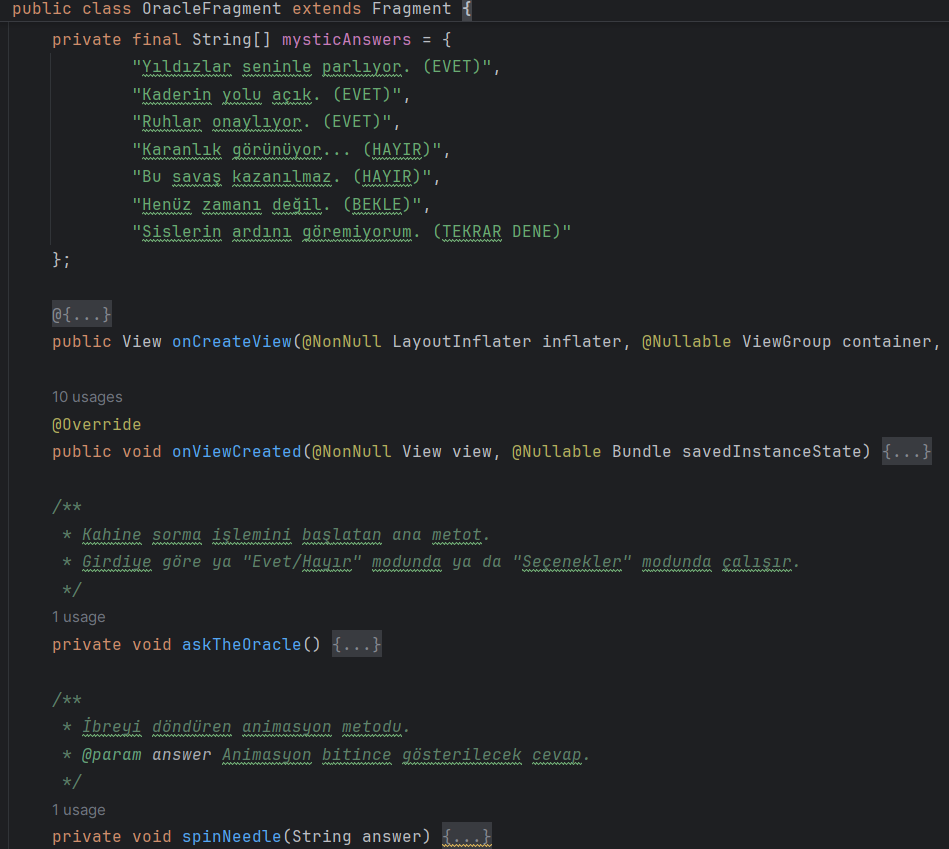 public class OracleFragment extends Fragment {
private final String[] mysticAnswers = {
"Yıldızlar seninle parlıyor. (EVET)",
"Kaderin yolu açık. (EVET)",
"Ruhlar onaylıyor. (EVET)",
"Karanlık görünüyor... (HAYIR)",
"Bu savaş kazanılmaz. (HAYIR)",
"Henüz zamanı değil. (BEKLE)",
"Sislerin ardını göremiyorum. (TEKRAR DENE)"
};
@{...}
public View onCreateView(@NonNull LayoutInflater inflater, @Nullable ViewGroup container,
10 usages
@Override
public void onViewCreated(@NonNull View view, @Nullable Bundle savedInstanceState) {...}
/**
* Kahine sorma işlemini başlatan ana metot.
* Girdiye göre ya "Evet/Hayır" modunda ya da "Seçenekler" modunda çalışır.
*/
1 usage
private void askTheOracle() {...}
/**
* İbreyi döndüren animasyon metodu.
* @param answer Animasyon bitince gösterilecek cevap.
*/
1 usage
private void spinNeedle(String answer) {...}